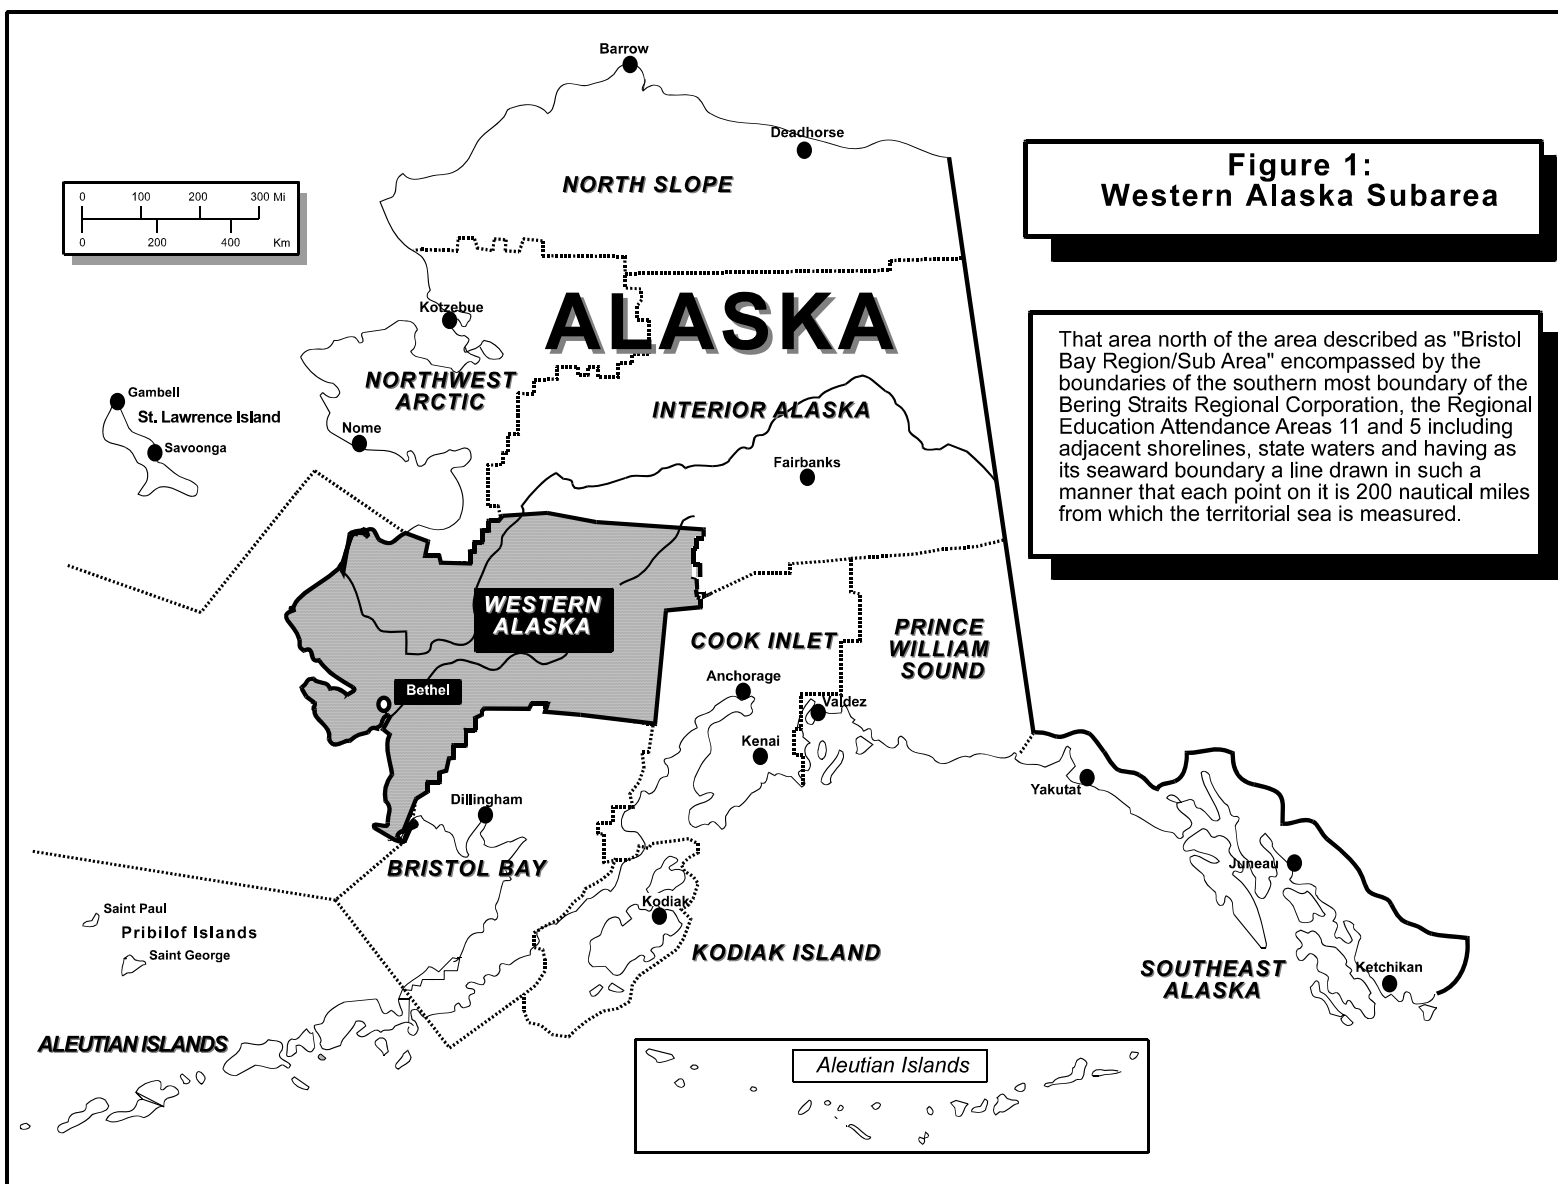 Barrow
Deadhorse
NORTH SLOPE
Figure 1:
Western Alaska Subarea
0 100 200 300 Mi
0 200 400 Km
ALASKA
Kotzebue
NORTHWEST
ARCTIC
INTERIOR ALASKA
Gambell
St. Lawrence Island
Savoonga
Nome
Fairbanks
That area north of the area described as "Bristol
Bay Region/Sub Area" encompassed by the
boundaries of the southern most boundary of the
Bering Straits Regional Corporation, the Regional
Education Attendance Areas 11 and 5 including
adjacent shorelines, state waters and having as
its seaward boundary a line drawn in such a
manner that each point on it is 200 nautical miles
from which the territorial sea is measured.
WESTERN
ALASKA
COOK INLET
PRINCE
WILLIAM
SOUND
Anchorage
Bethel
Valdez
Kenai
Yakutat
Dillingham
BRISTOL BAY
Juneau
Kodiak
Saint Paul
Pribilof Islands
Saint George
KODIAK ISLAND
SOUTHEAST
ALASKA
Ketchikan
ALEUTIAN ISLANDS
Aleutian Islands